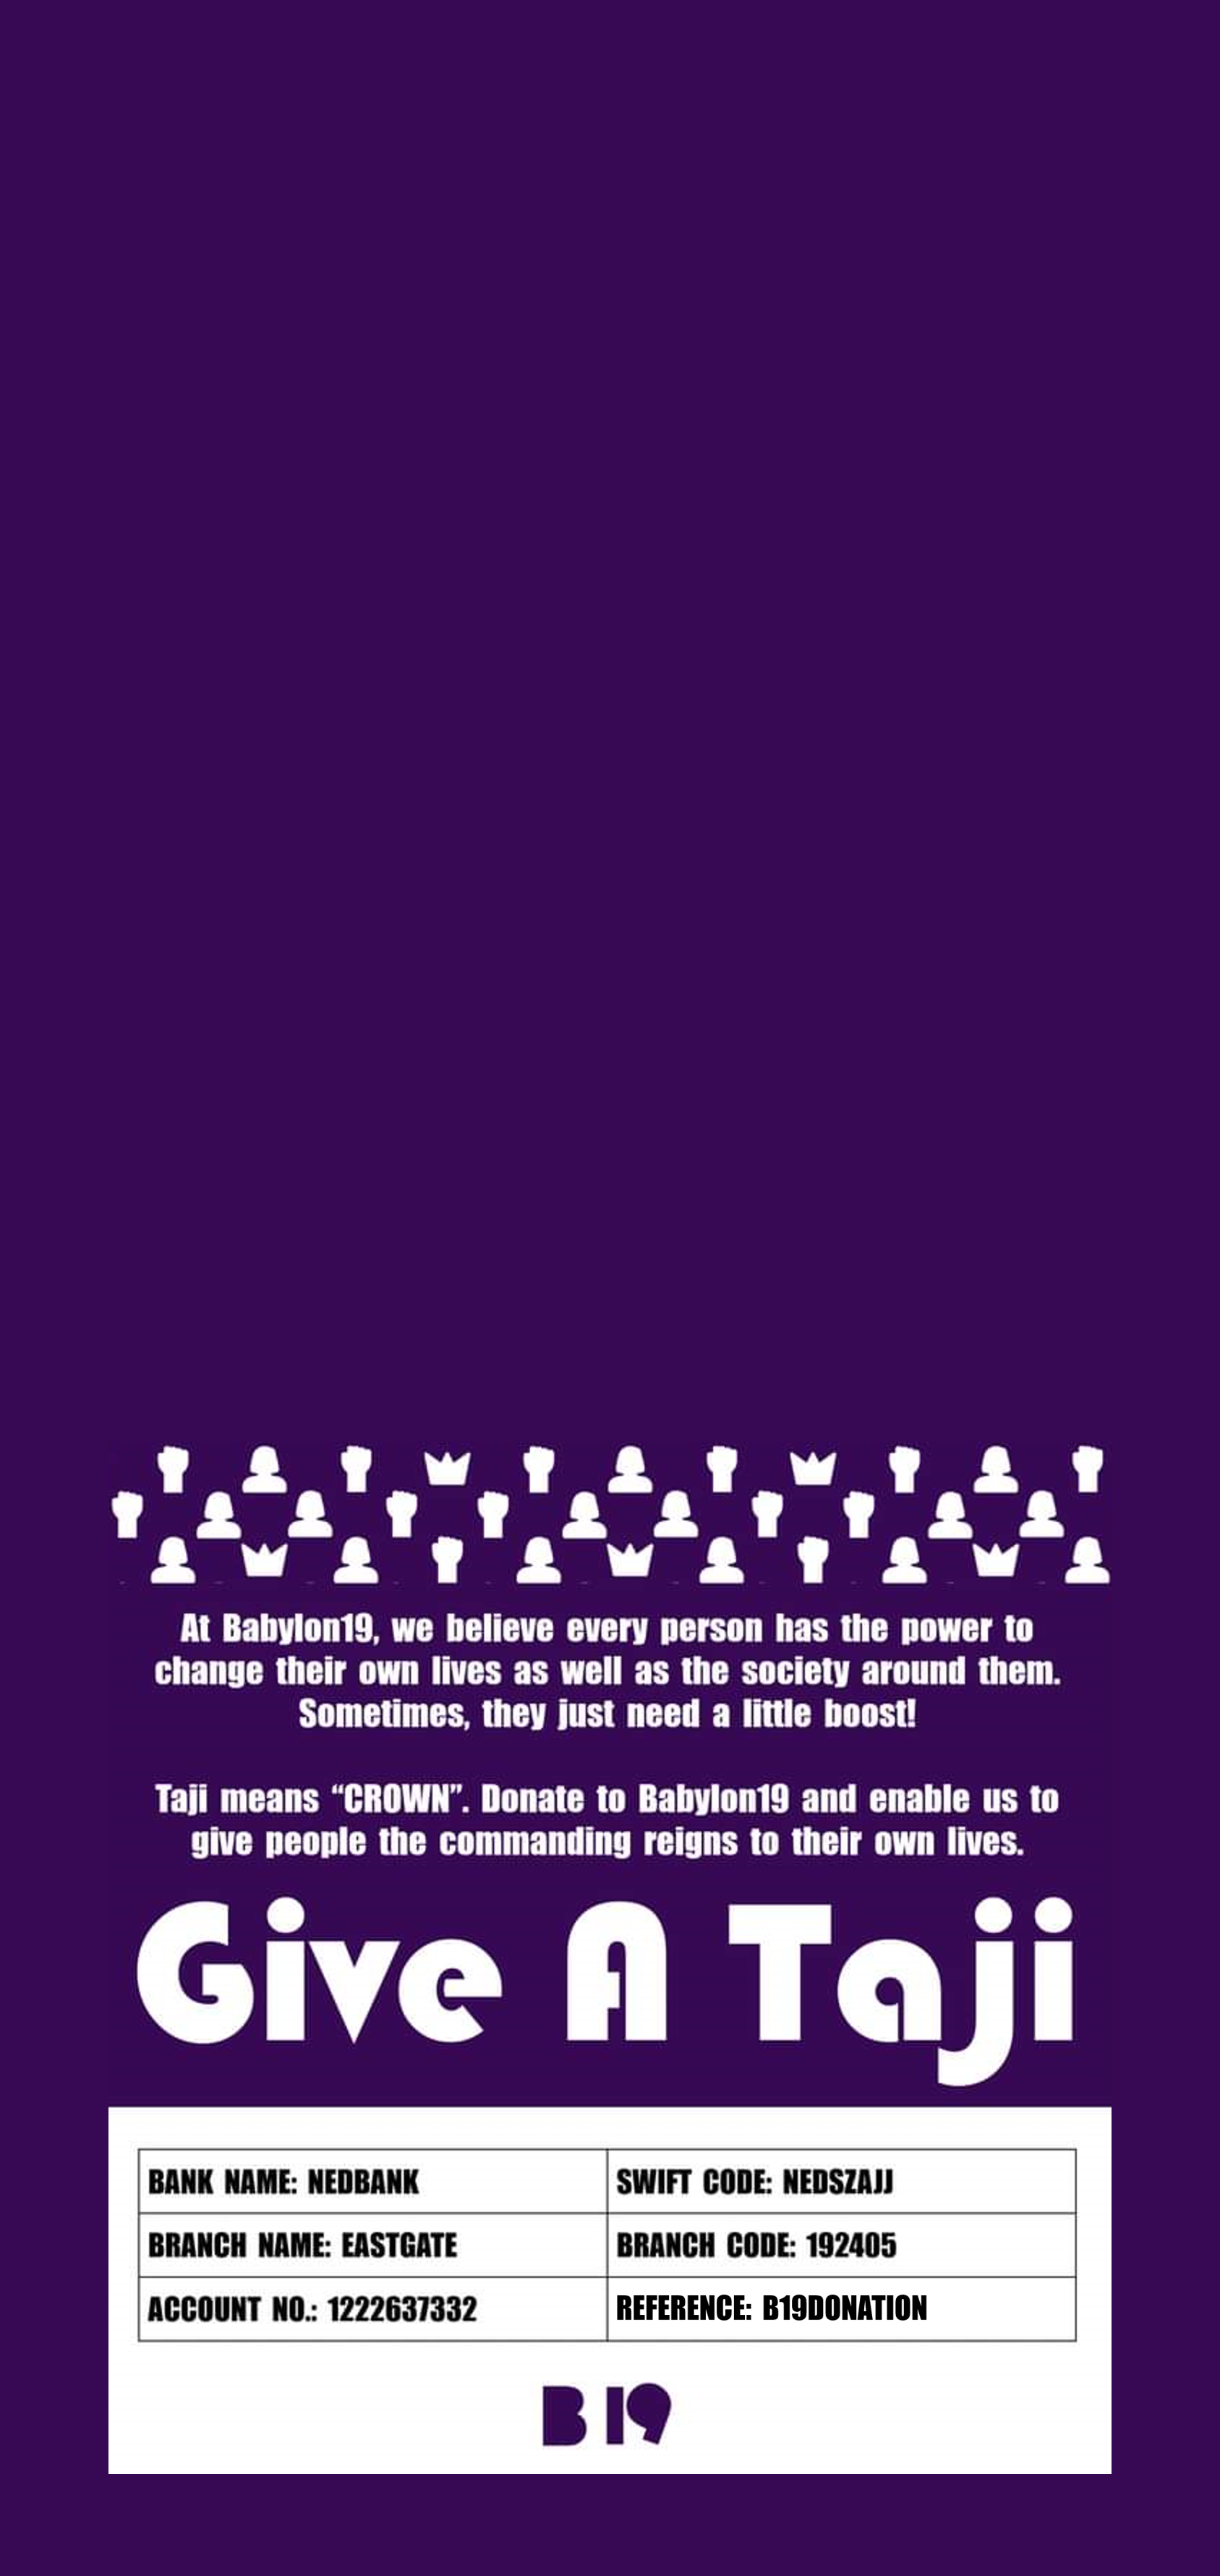 At Babylon19, we believe every person has the power to
change their own lives as well as the society around them.
Sometimes, they just need a little boost!
Taji means “CROWN”. Donate to Babylon19 and enable us to
give people the commanding reigns to their own lives.
Give A Taji
BANK NAME: NEDBANK
SWIFT CODE: NEDSZAJJ
BRANCH NAME: EASTGATE
BRANCH CODE: 192405
ACCOUNT NO.: 1222637332
REFERENCE: B19DONATION
B19